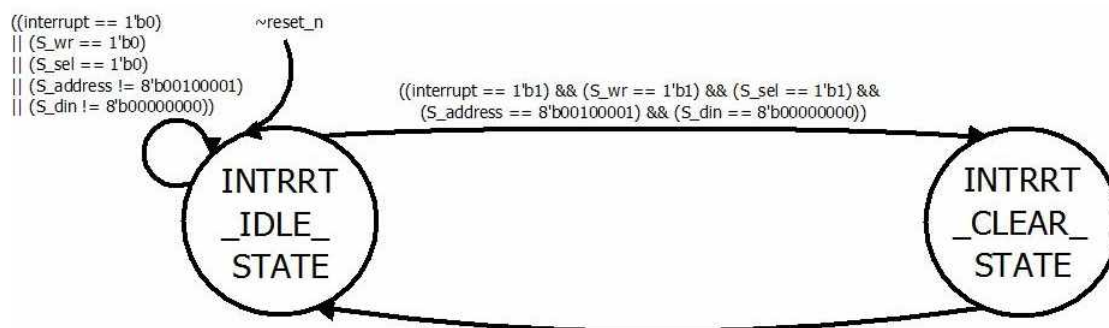 ((interrupt == 1'b0)
|| (S_wr == 1'b0)
|| (S_sel == 1'b0)
|| (S_address != 8'b00100001)
|| (S_din != 8'b00000000))
~reset_n
((interrupt == 1'b1) && (S_wr == 1'b1) && (S_sel == 1'b1) &&
(S_address == 8'b00100001) && (S_din == 8'b00000000))
INTRRT
_IDLE_
STATE
INTRRT
_CLEAR_
STATE